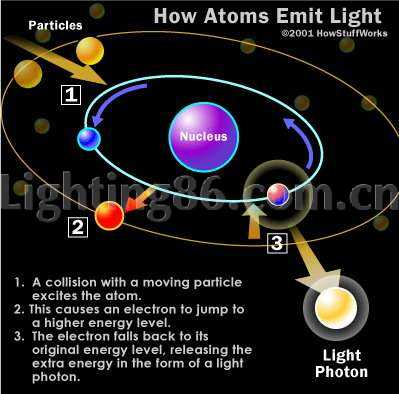 How Atoms Emit Light
©2001 HowStuffWorks
Particles
1
Nucleus
Lighting86.com.cn
2
3
1. A collision with a moving particle
excites the atom.
2. This causes an electron to jump to
a higher energy level.
3. The electron falls back to its
original energy level, releasing the
extra energy in the form of a light
photon.
Light
Photon